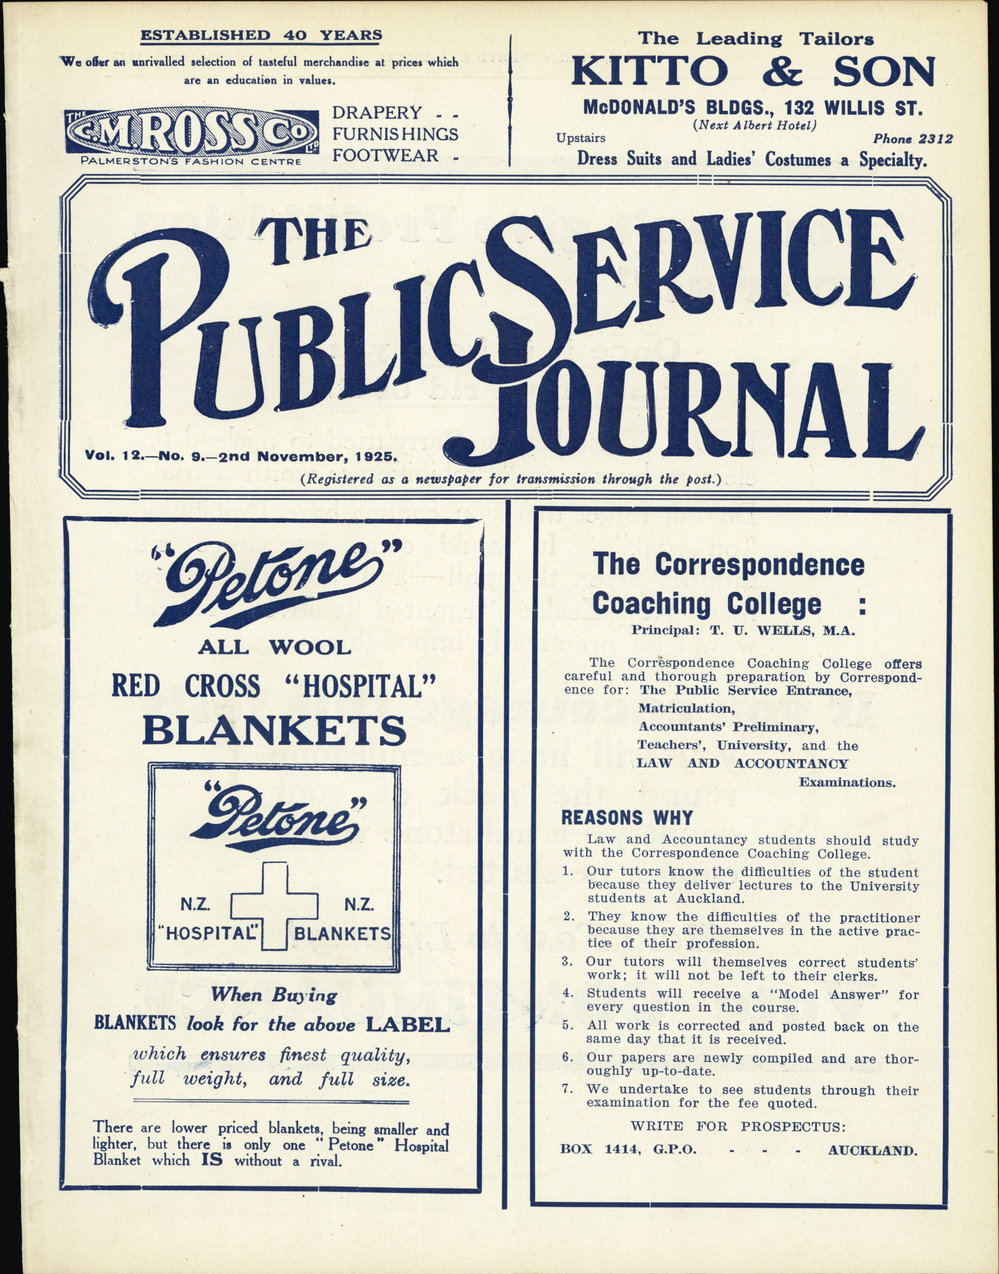 ESTABLISHED 40 YEARS
We offer an unrivalled selection of tasteful merchandise at prices which
are an education in values.
THE
C.M. ROSS Co
LTD
PALMERSTON'S FASHION CENTRE
DRAPERY - -
FURNISHINGS
FOOTWEAR -
The Leading Tailors
KITTO & SON
McDONALD'S BLDGS., 132 WILLIS ST.
(Next Albert Hotel)
Upstairs Phone 2312
Dress Suits and Ladies' Costumes a Specialty.
THE
PUBLIC SERVICE
JOURNAL
Vol. 12.—No. 9.—2nd November, 1925.
(Registered as a newspaper for transmission through the post.)
"Petone"
ALL WOOL
RED CROSS "HOSPITAL"
BLANKETS
"Petone"
N.Z. N.Z.
"HOSPITAL" BLANKETS
When Buying
BLANKETS look for the above LABEL
which ensures finest quality,
full weight, and full size.
There are lower priced blankets, being smaller and
lighter, but there is only one "Petone" Hospital
Blanket which IS without a rival.
The Correspondence
Coaching College :
Principal: T. U. WELLS, M.A.
The Correspondence Coaching College offers
careful and thorough preparation by Correspond-
ence for: The Public Service Entrance,
Matriculation,
Accountants' Preliminary,
Teachers', University, and the
LAW AND ACCOUNTANCY
Examinations.
REASONS WHY
Law and Accountancy students should study
with the Correspondence Coaching College.
1. Our tutors know the difficulties of the student
because they deliver lectures to the University
students at Auckland.
2. They know the difficulties of the practitioner
because they are themselves in the active prac-
tice of their profession.
3. Our tutors will themselves correct students'
work; it will not be left to their clerks.
4. Students will receive a "Model Answer" for
every question in the course.
5. All work is corrected and posted back on the
same day that it is received.
6. Our papers are newly compiled and are thor-
oughly up-to-date.
7. We undertake to see students through their
examination for the fee quoted.
WRITE FOR PROSPECTUS:
BOX 1414, G.P.O. - - - AUCKLAND.